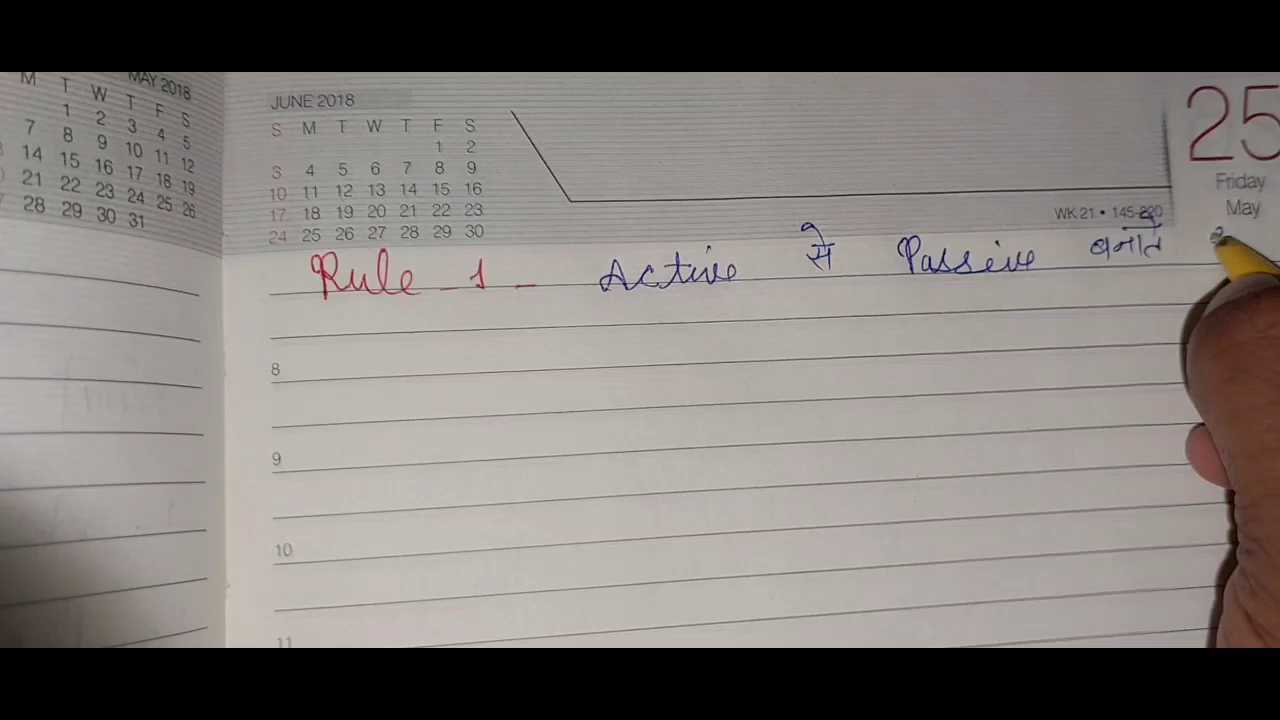 MAY 2018
M T W T F S
1 2 3 4 5
7 8 9 10 11 12
14 15 16 17 18 19
21 22 23 24 25 26
28 29 30 31
JUNE 2018
S M T W T F S
1 2
S 4 5 6 7 8 9
10 11 12 13 14 15 16
17 18 19 20 21 22 23
24 25 26 27 28 29 30
25
Friday
May
WK 21 • 145-220
Rule - 1 - Active से Passive बनाते
8
9
10
11